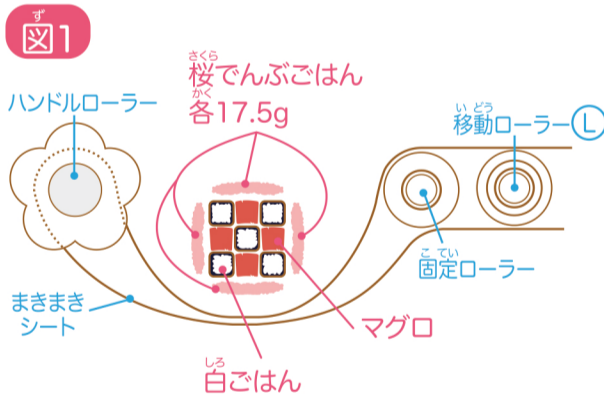 図1
ず
ハンドルローラー
さくら
桜でんぶごはん
かく
各17.5g
い どう
移動ローラー L
こ てい
固定ローラー
まきまき
シート
マグロ
しろ
白ごはん